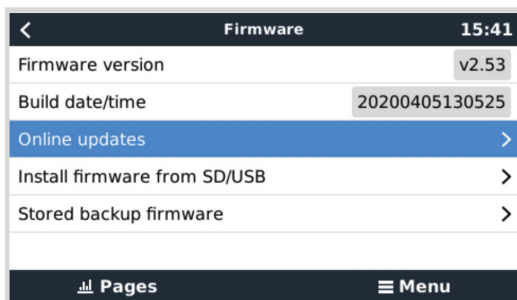 Firmware 15:41
Firmware version v2.53
Build date/time 20200405130525
Online updates
Install firmware from SD/USB
Stored backup firmware
Pages Menu